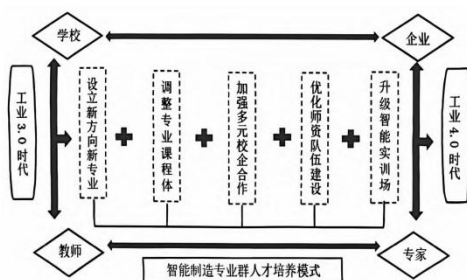 学校
企业
工业3.0时代
设立新方向新专业
调整专业课程体
加强多元校企合作
优化师资队伍建设
升级智能实训场
工业4.0时代
教师
专家
智能制造专业群人才培养模式